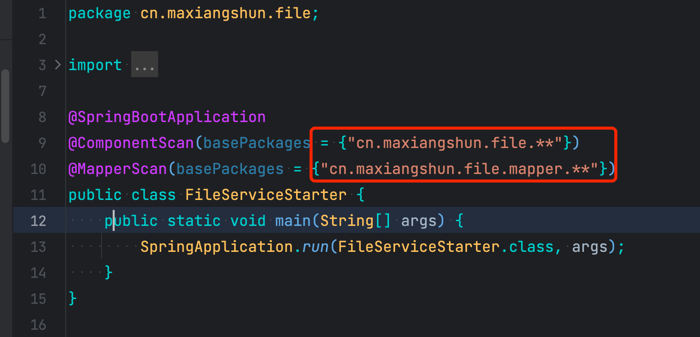 1 package cn.maxiangshun.file;
2
3 import ...
7
8 @SpringBootApplication
9 @ComponentScan(basePackages = {"cn.maxiangshun.file.**"})
10 @MapperScan(basePackages = {"cn.maxiangshun.file.mapper.**"})
11 public class FileServiceStarter {
12 public static void main(String[] args) {
13 SpringApplication.run(FileServiceStarter.class, args);
14 }
15 }
16